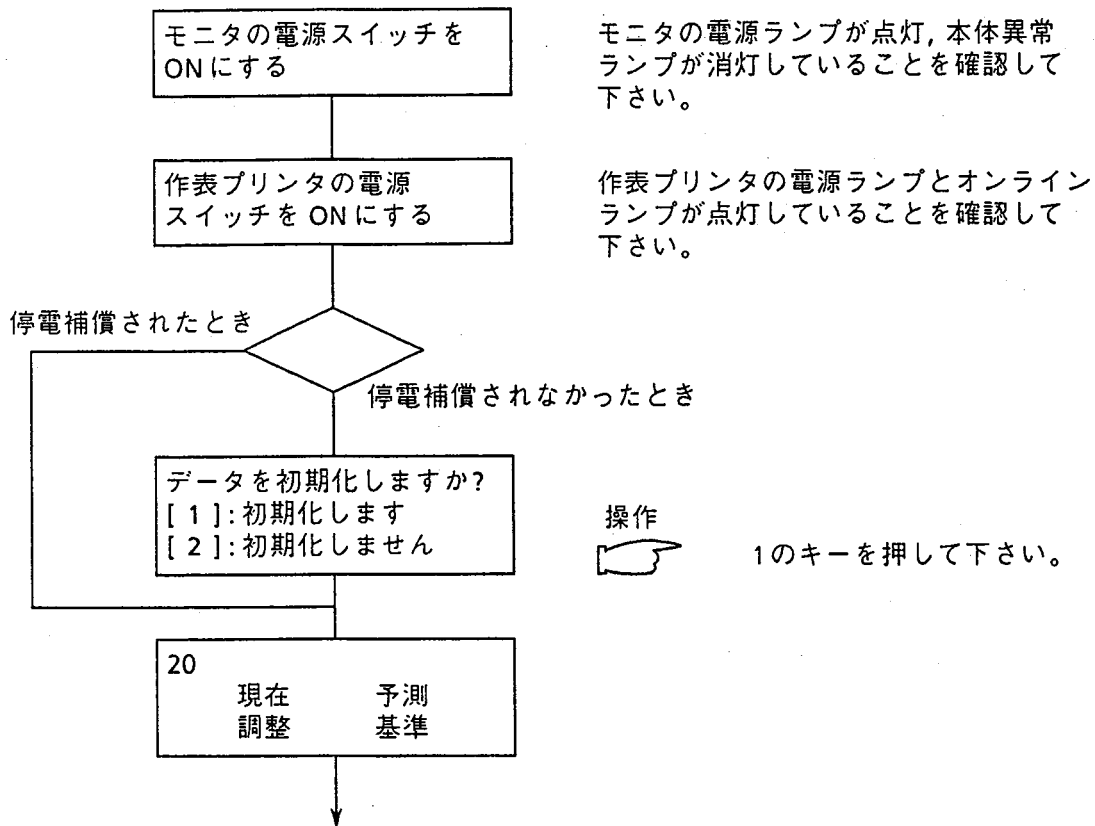 モニタの電源スイッチを
ONにする
モニタの電源ランプが点灯, 本体異常
ランプが消灯していることを確認して
下さい。
作表プリンタの電源
スイッチをONにする
作表プリンタの電源ランプとオンライン
ランプが点灯していることを確認して
下さい。
停電補償されたとき
停電補償されなかったとき
データを初期化しますか?
[ 1 ]:初期化します
[ 2 ]:初期化しません
操作
1のキーを押して下さい。
20
現在 予測
調整 基準